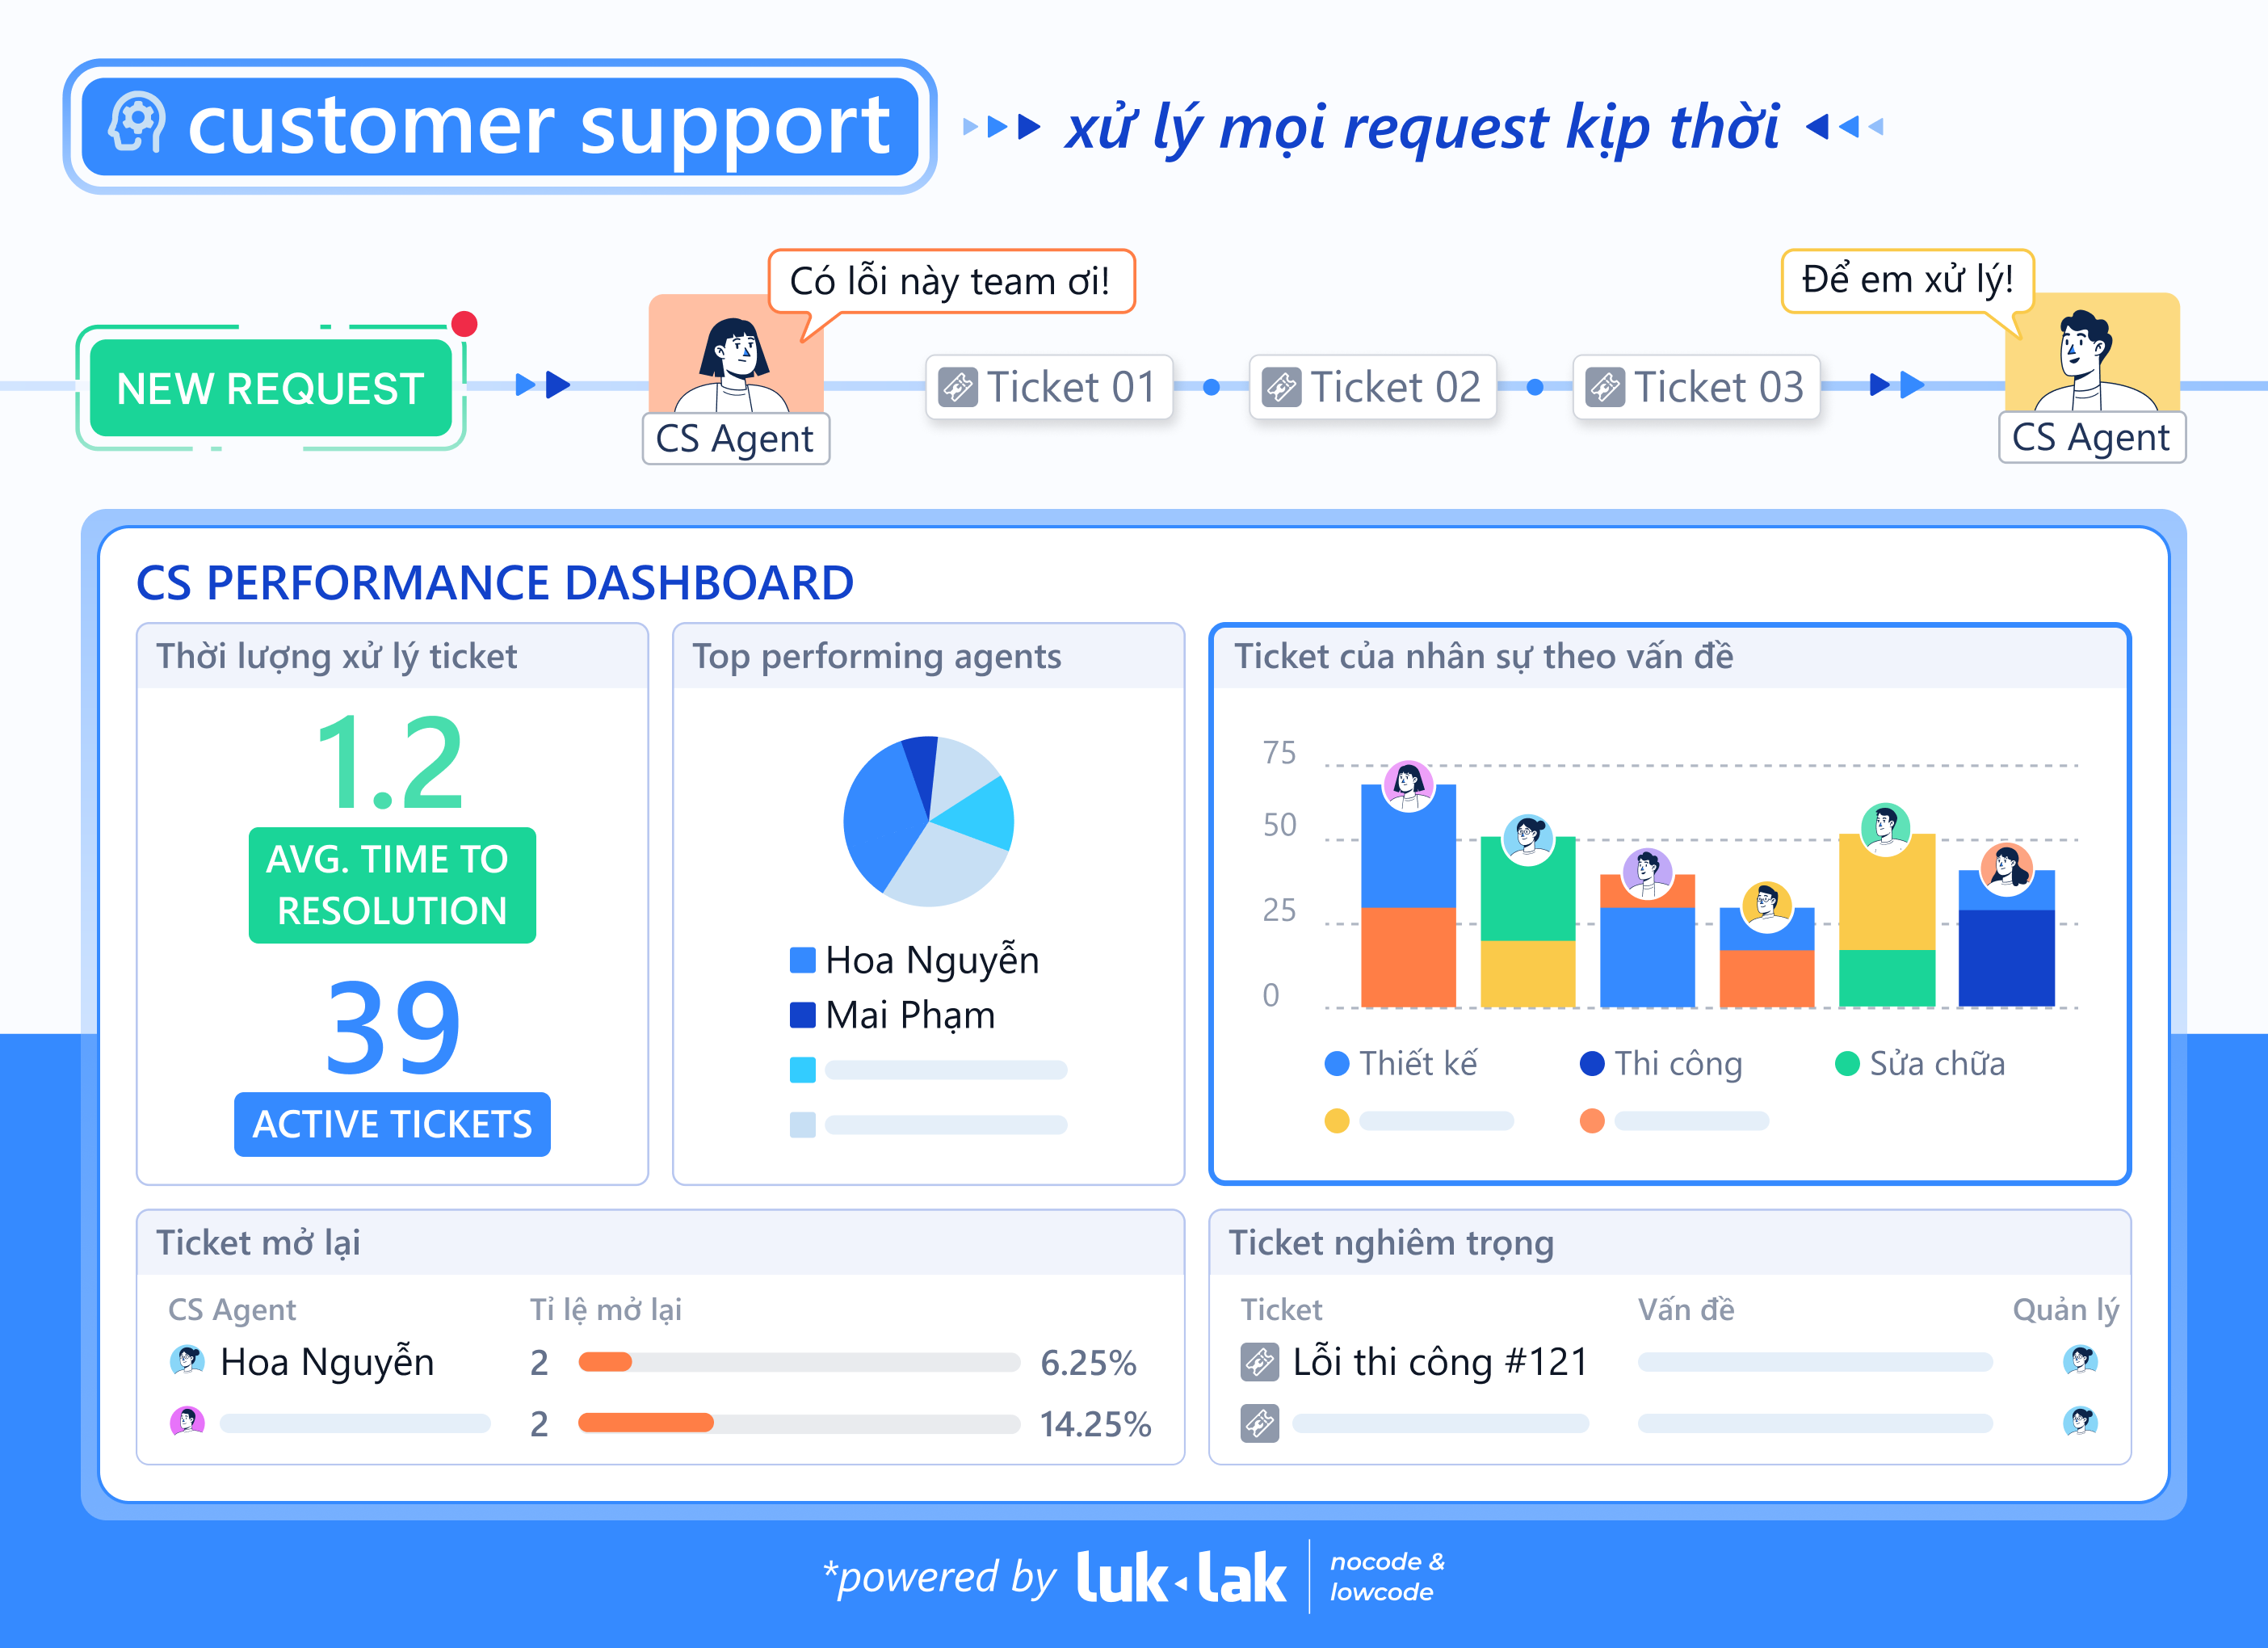 customer support
xử lý mọi request kịp thời
Có lỗi này team ơi!
Để em xử lý!
NEW REQUEST
CS Agent
Ticket 01
Ticket 02
Ticket 03
CS Agent
CS PERFORMANCE DASHBOARD
Thời lượng xử lý ticket
1.2
AVG. TIME TO
RESOLUTION
39
ACTIVE TICKETS
Top performing agents
Hoa Nguyễn
Mai Phạm
Ticket của nhân sự theo vấn đề
75
50
25
0
Thiết kế
Thi công
Sửa chữa
Ticket mở lại
CS Agent
Tỉ lệ mở lại
Hoa Nguyễn
2
6.25%
2
14.25%
Ticket nghiêm trọng
Ticket
Vấn đề
Quản lý
Lỗi thi công #121
*powered by
luk lak
nocode &
lowcode